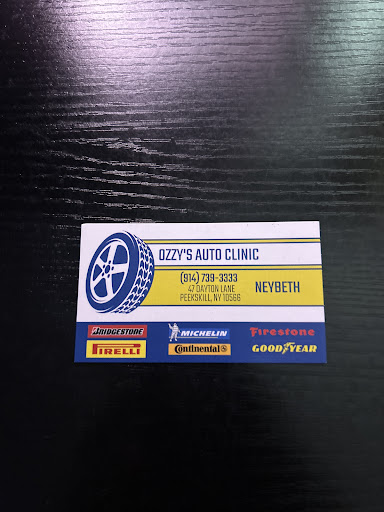 OZZY'S AUTO CLINIC
(914) 739-3333
47 DAYTON LANE
PEEKSKILL, NY 10566
NEYBETH
BRIDGESTONE
MICHELIN
Firestone
PIRELLI
Continental
GOODYEAR